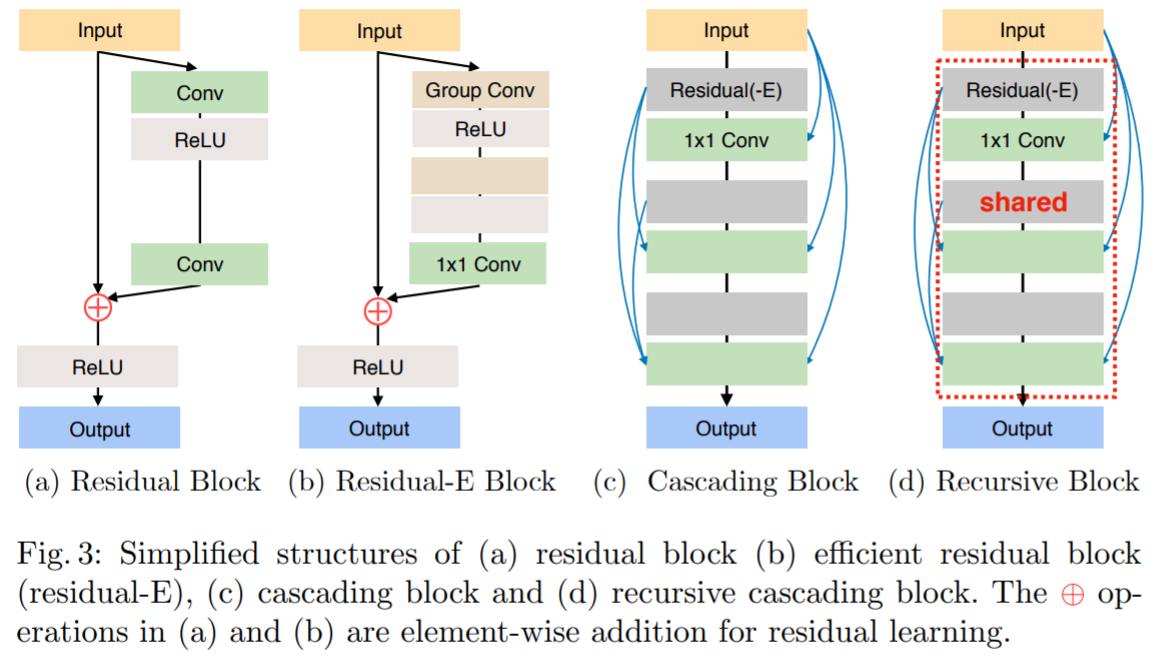 Input
Conv
ReLU
Conv
ReLU
Output
(a) Residual Block
Input
Group Conv
ReLU
1x1 Conv
ReLU
Output
(b) Residual-E Block
Input
Residual(-E)
1x1 Conv
Output
(c) Cascading Block
Input
Residual(-E)
1x1 Conv
shared
Output
(d) Recursive Block
Fig. 3: Simplified structures of (a) residual block (b) efficient residual block
(residual-E), (c) cascading block and (d) recursive cascading block. The ⊕ op-
erations in (a) and (b) are element-wise addition for residual learning.